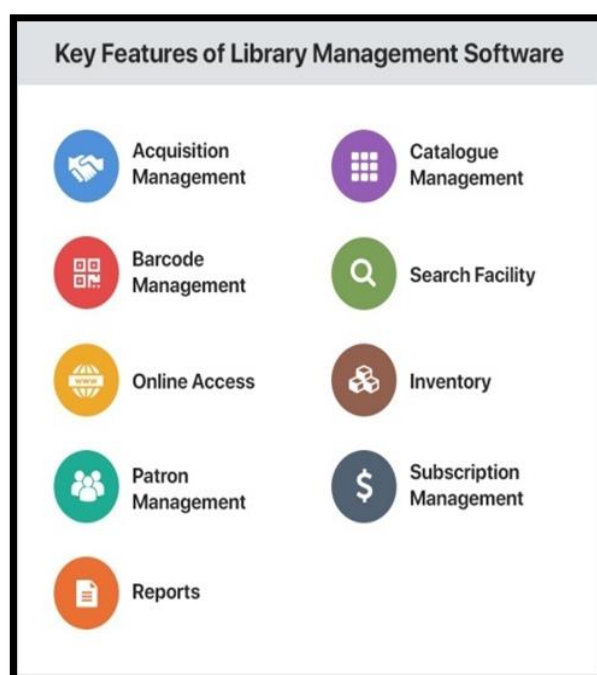 Key Features of Library Management Software
Acquisition
Management
Catalogue
Management
Barcode
Management
Search Facility
www
Online Access
Inventory
Patron
Management
$
Subscription
Management
Reports